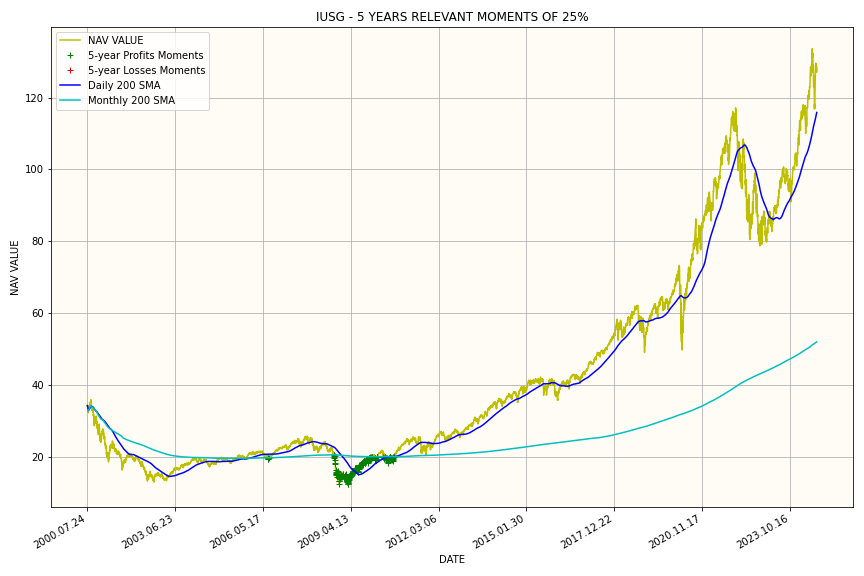 IUSG - 5 YEARS RELEVANT MOMENTS OF 25%
NAV VALUE
5-year Profits Moments
5-year Losses Moments
Daily 200 SMA
Monthly 200 SMA
120
100
80
60
40
20
NAV VALUE
2000.07.24
2003.06.23
2006.05.17
2009.04.13
2012.03.06
2015.01.30
2017.12.22
2020.11.17
2023.10.16
DATE